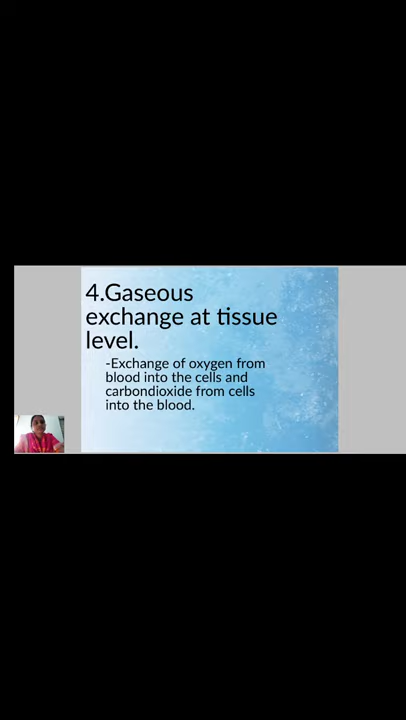 4.Gaseous
exchange at tissue
level.
-Exchange of oxygen from
blood into the cells and
carbondioxide from cells
into the blood.